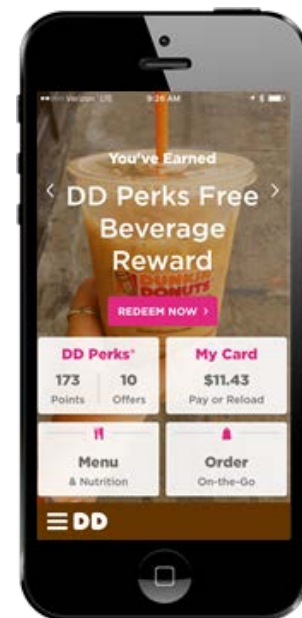 Verizon LTE 9:26 AM
You've Earned
DD Perks Free
Beverage
Reward
DUNKIN'
DONUTS
REDEEM NOW >
DD Perks®
173
Points
10
Offers
My Card
$11.43
Pay or Reload
Menu
& Nutrition
Order
On-the-Go
DD